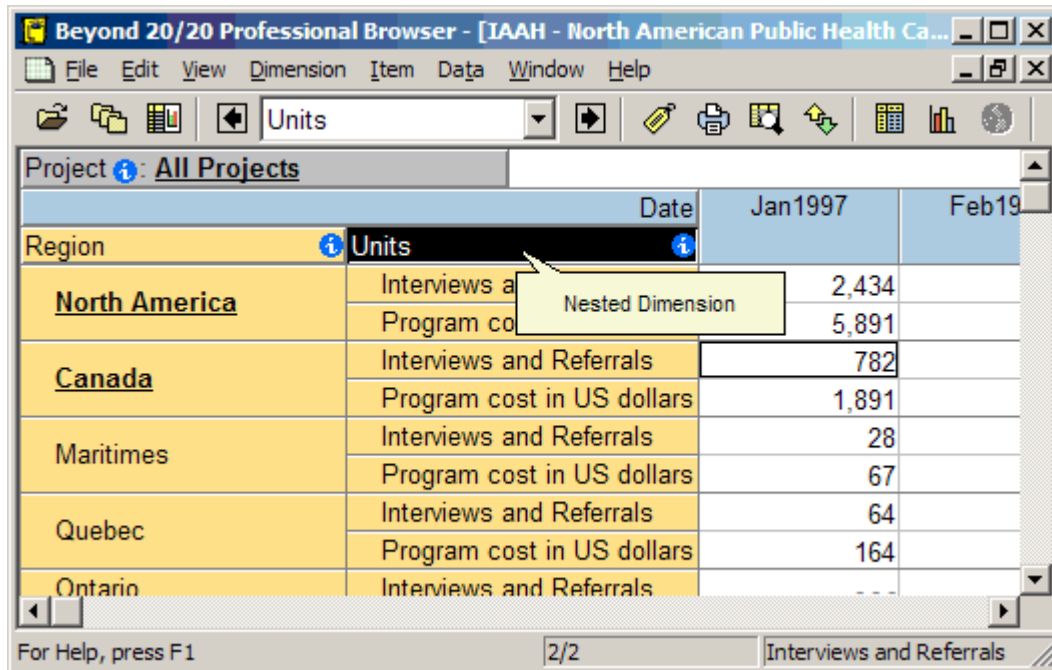 Beyond 20/20 Professional Browser - [IAAH - North American Public Health Ca...
File Edit View Dimension Item Data Window Help
Units
Project : All Projects
Date Jan1997 Feb19
Region Units
Nested Dimension
North America Interviews a 2,434
Program co 5,891
Canada Interviews and Referrals 782
Program cost in US dollars 1,891
Maritimes Interviews and Referrals 28
Program cost in US dollars 67
Quebec Interviews and Referrals 64
Program cost in US dollars 164
Ontario Interviews and Referrals
For Help, press F1 2/2 Interviews and Referrals